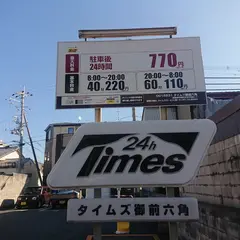 駐車後
24時間
770円
8:00~20:00
40分220円
20:00~8:00
60分110円
24h
Times
タイムズ御前六角